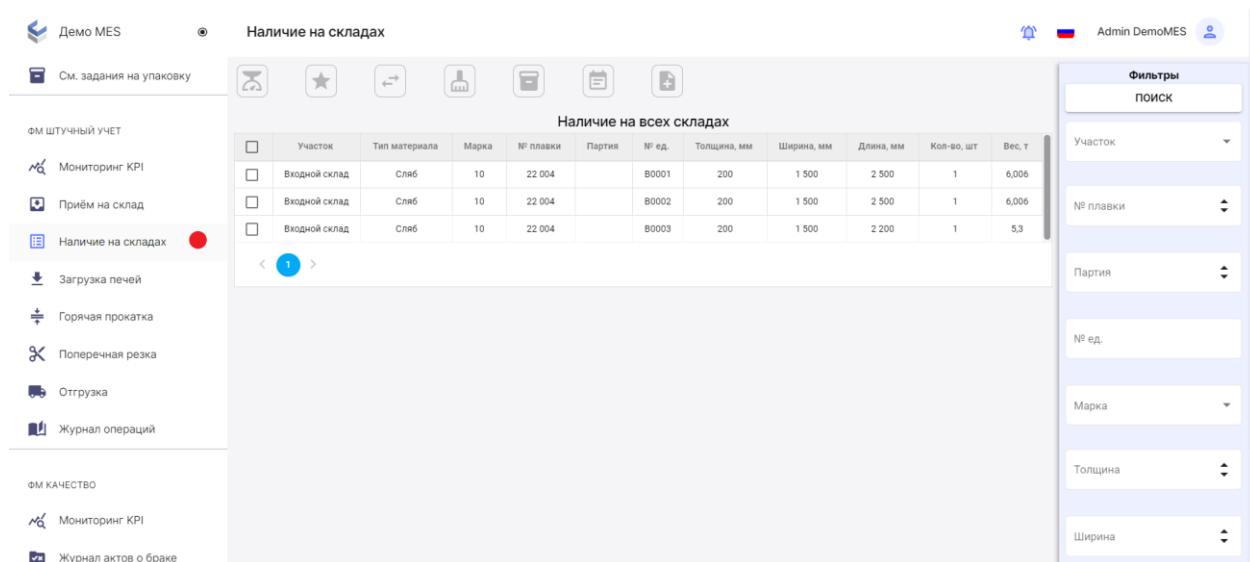 Демо MES
Наличие на складах
Admin DemoMES
См. задания на упаковку
ФМ ШТУЧНЫЙ УЧЕТ
Мониторинг KPI
Приём на склад
Наличие на складах
Загрузка печей
Горячая прокатка
Поперечная резка
Отгрузка
Журнал операций
ФМ КАЧЕСТВО
Мониторинг KPI
Журнал актов о браке
Наличие на всех складах
Участок Тип материала Марка № плавки Партия № ед. Толщина, мм Ширина, мм Длина, мм Кол-во, шт Вес, т
Входной склад Сляб 10 22 004 B0001 200 1 500 2 500 1 6,006
Входной склад Сляб 10 22 004 B0002 200 1 500 2 500 1 6,006
Входной склад Сляб 10 22 004 B0003 200 1 500 2 200 1 5,3
1
Фильтры
ПОИСК
Участок
№ плавки
Партия
№ ед.
Марка
Толщина
Ширина